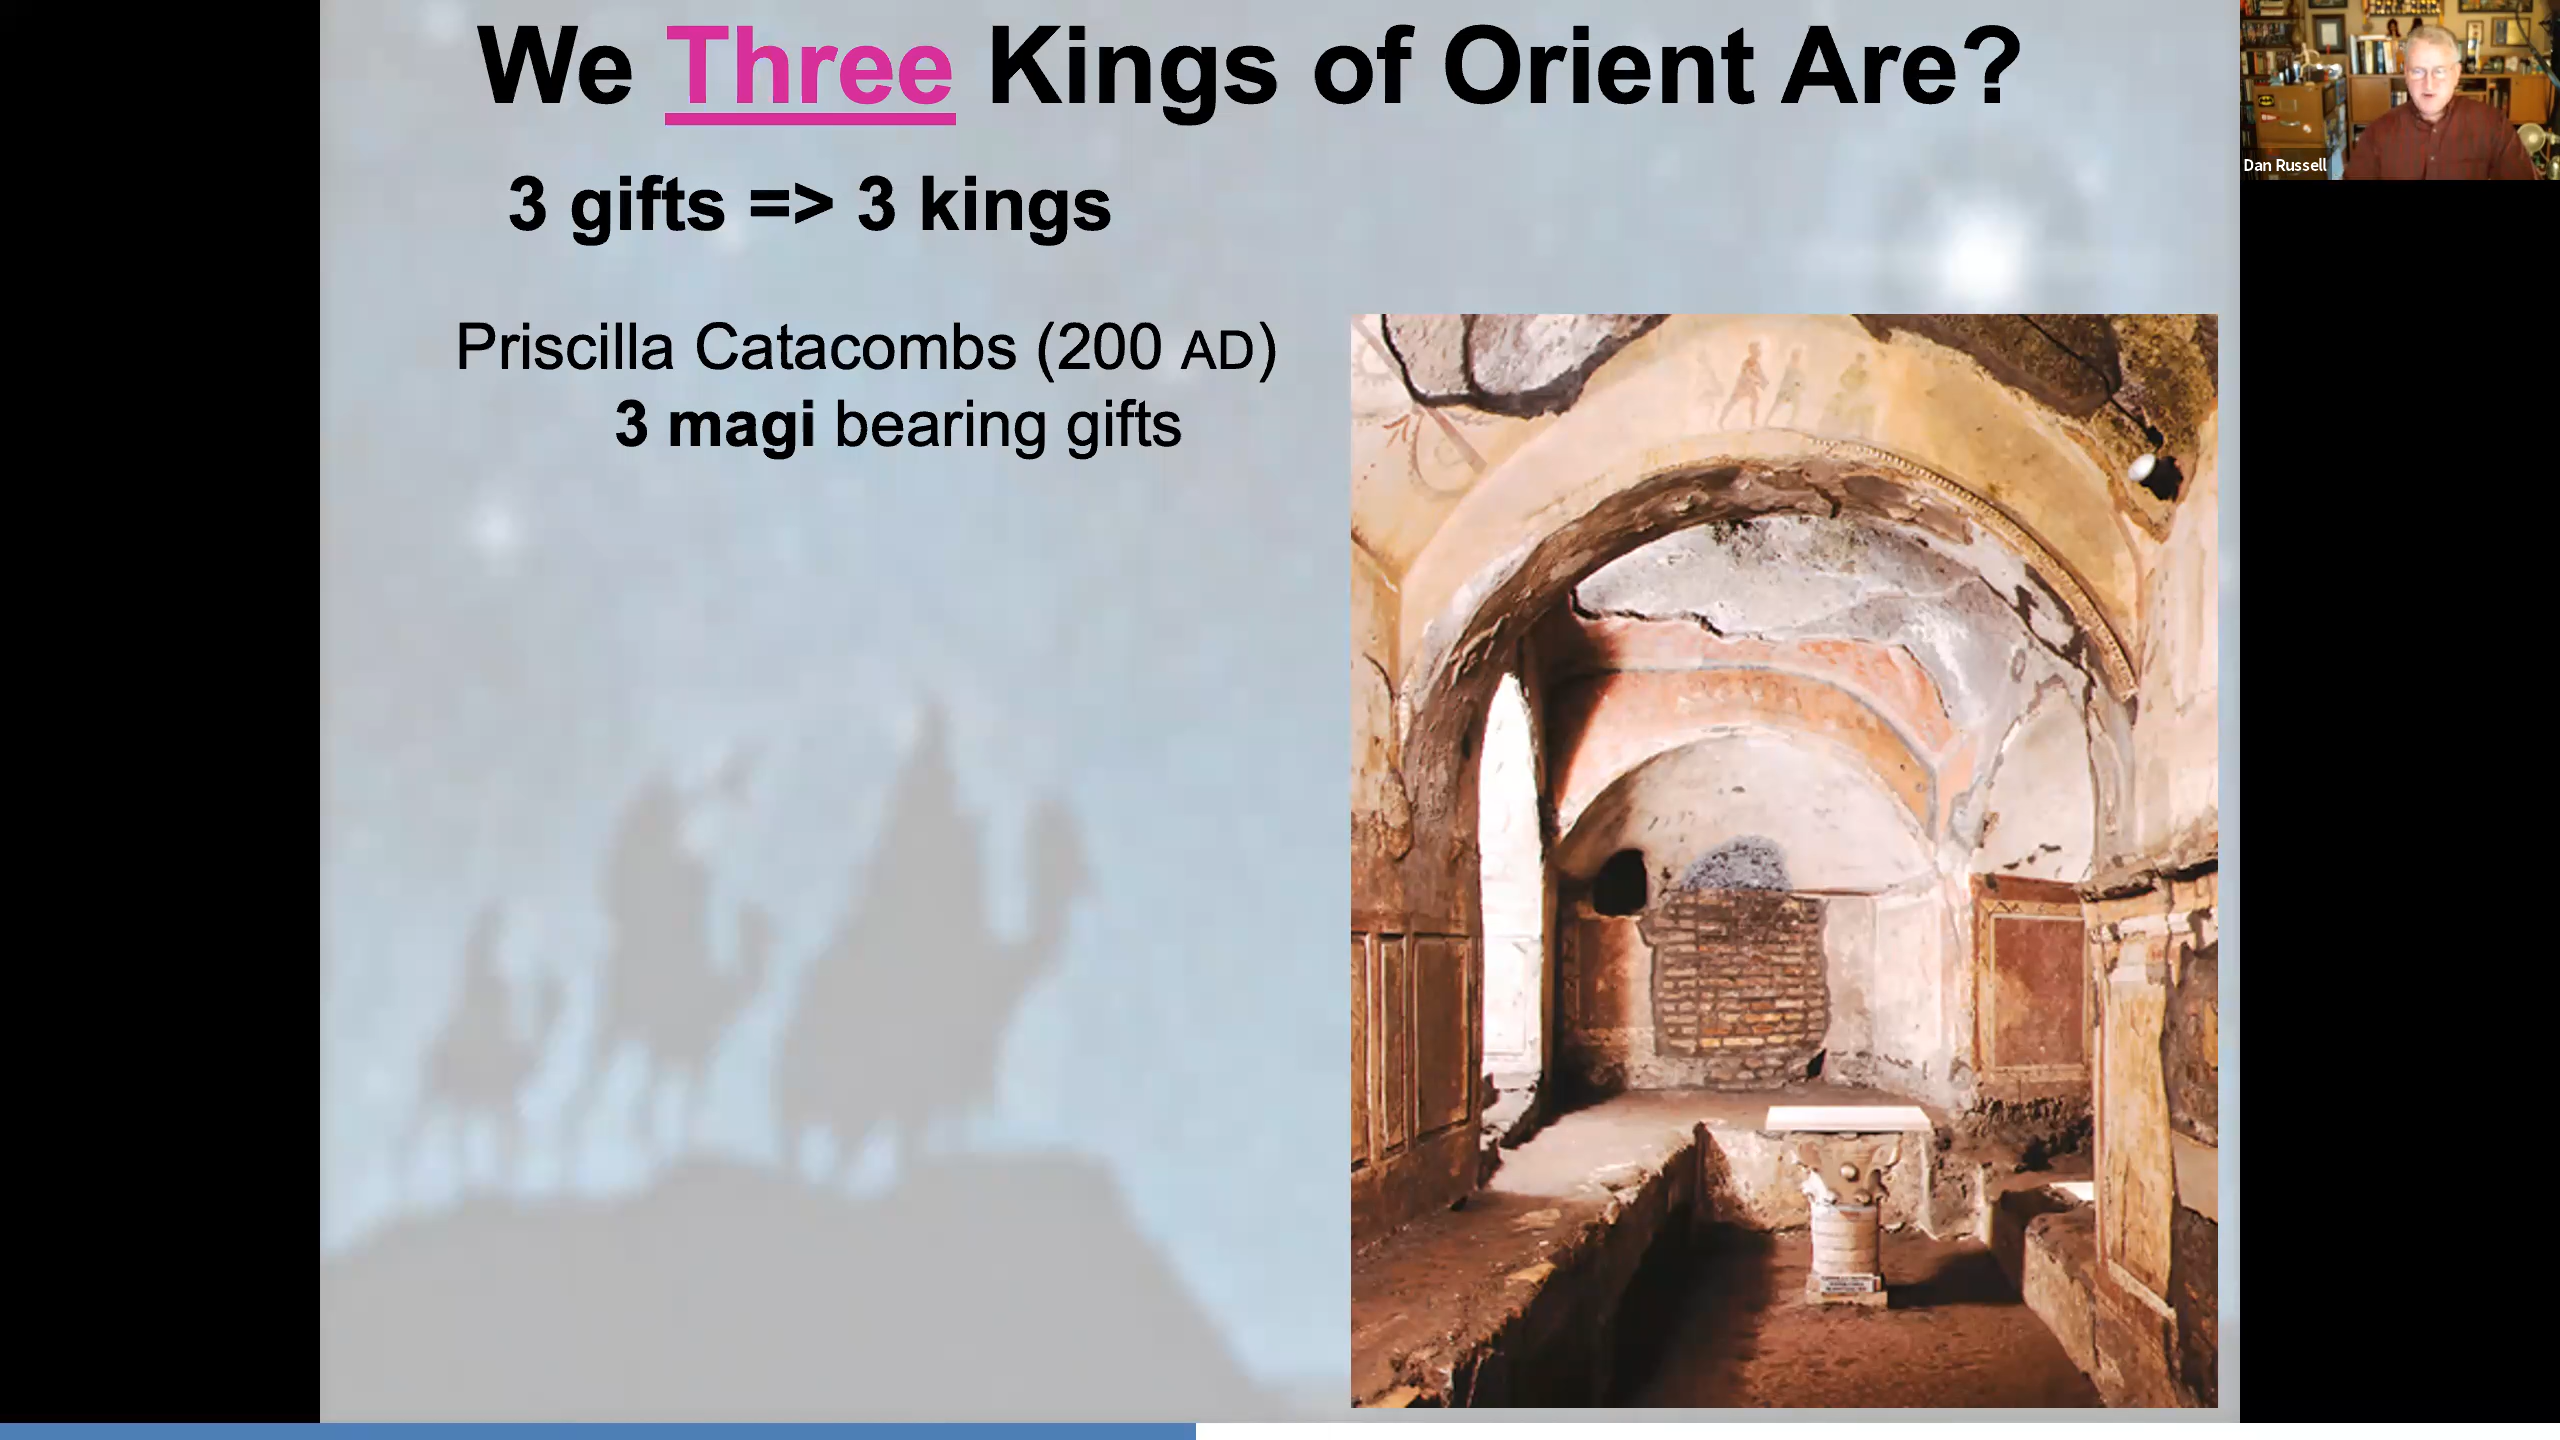 We Three Kings of Orient Are?
3 gifts => 3 kings
Priscilla Catacombs (200 AD)
3 magi bearing gifts
Dan Russell